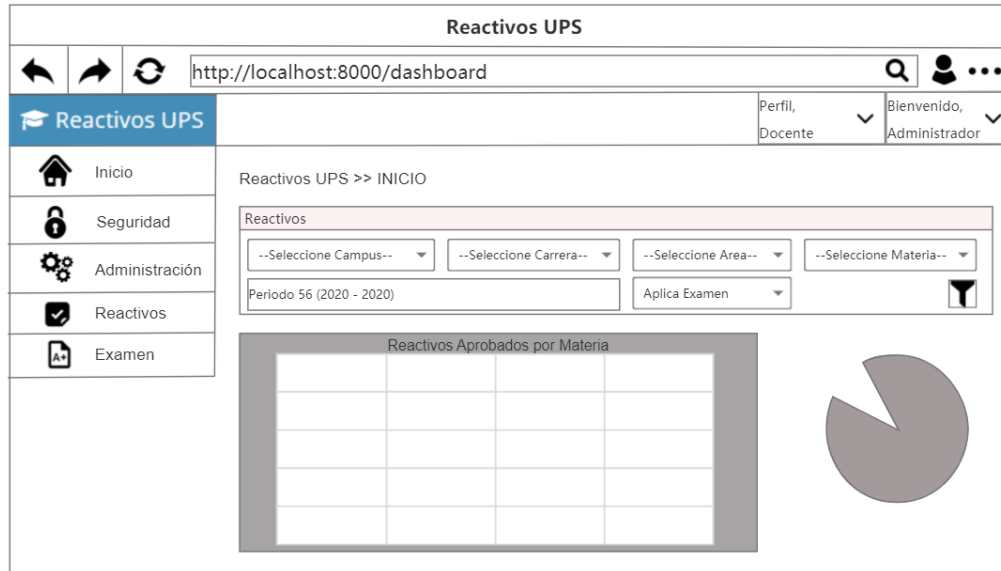 Reactivos UPS
http://localhost:8000/dashboard
Reactivos UPS
Perfil,
Docente
Bienvenido,
Administrador
Inicio
Seguridad
Administración
Reactivos
Examen
Reactivos UPS >> INICIO
Reactivos
--Seleccione Campus--
--Seleccione Carrera--
--Seleccione Area--
--Seleccione Materia--
Periodo 56 (2020 - 2020)
Aplica Examen
Reactivos Aprobados por Materia
A+